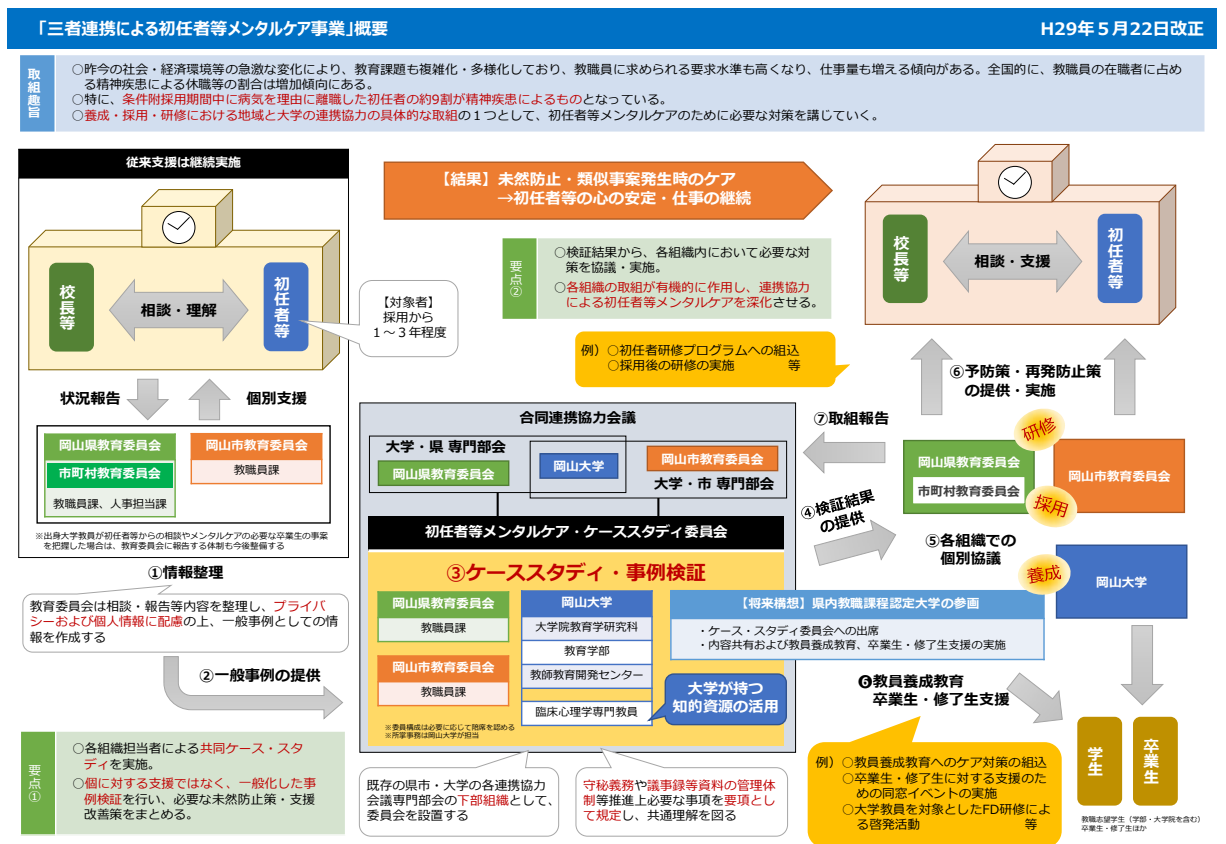 「三者連携による初任者等メンタルケア事業」概要
H29年５月22日改正
取組趣旨
○昨今の社会・経済環境等の急激な変化により、教育課題も複雑化・多様化しており、教職員に求められる要求水準も高くなり、仕事量も増える傾向がある。全国的に、教職員の在職者に占め
る精神疾患による休職等の割合は増加傾向にある。
○特に、条件附採用期間中に病気を理由に離職した初任者の約9割が精神疾患によるものとなっている。
○養成・採用・研修における地域と大学の連携協力の具体的な取組の１つとして、初任者等メンタルケアのために必要な対策を講じていく。
従来支援は継続実施
校長等
相談・理解
初任者等
【対象者】
採用から
１～３年程度
状況報告
個別支援
岡山県教育委員会
市町村教育委員会
教職員課、人事担当課
岡山市教育委員会
教職員課
※出身大学教員が初任者等からの相談やメンタルケアの必要な卒業生の事案
を把握した場合は、教育委員会に報告する体制も今後整備する
①情報整理
教育委員会は相談・報告等内容を整理し、プライバ
シーおよび個人情報に配慮の上、一般事例としての情
報を作成する
②一般事例の提供
要点①
○各組織担当者による共同ケース・スタ
ディを実施。
○個に対する支援ではなく、一般化した事
例検証を行い、必要な未然防止策・支援
改善策をまとめる。
【結果】未然防止・類似事案発生時のケア
→初任者等の心の安定・仕事の継続
要点②
○検証結果から、各組織内において必要な対
策を協議・実施。
○各組織の取組が有機的に作用し、連携協力
による初任者等メンタルケアを深化させる。
例）○初任者研修プログラムへの組込
○採用後の研修の実施　　　　　等
合同連携協力会議
大学・県 専門部会
岡山県教育委員会
岡山大学
岡山市教育委員会
大学・市 専門部会
初任者等メンタルケア・ケーススタディ委員会
③ケーススタディ・事例検証
岡山県教育委員会
教職員課
岡山市教育委員会
教職員課
※委員構成は必要に応じて陪席を認める
※所掌事務は岡山大学が担当
岡山大学
大学院教育学研究科
教育学部
教師教育開発センター
臨床心理学専門教員
大学が持つ
知的資源の活用
既存の県市・大学の各連携協力
会議専門部会の下部組織として、
委員会を設置する
守秘義務や議事録等資料の管理体
制等推進上必要な事項を要項とし
て規定し、共通理解を図る
校長等
相談・支援
初任者等
⑥予防策・再発防止策
の提供・実施
⑦取組報告
研修
岡山県教育委員会
市町村教育委員会
岡山市教育委員会
採用
④検証結果
の提供
⑤各組織での
個別協議
養成
岡山大学
【将来構想】県内教職課程認定大学の参画
・ケース・スタディ委員会への出席
・内容共有および教員養成教育、卒業生・修了生支援の実施
❻教員養成教育
卒業生・修了生支援
例）○教員養成教育へのケア対策の組込
○卒業生・修了生に対する支援のた
めの同窓イベントの実施
○大学教員を対象としたFD研修によ
る啓発活動　　　　　　　　　等
学生
卒業生
教職志望学生（学部・大学院を含む）
卒業生・修了生ほか